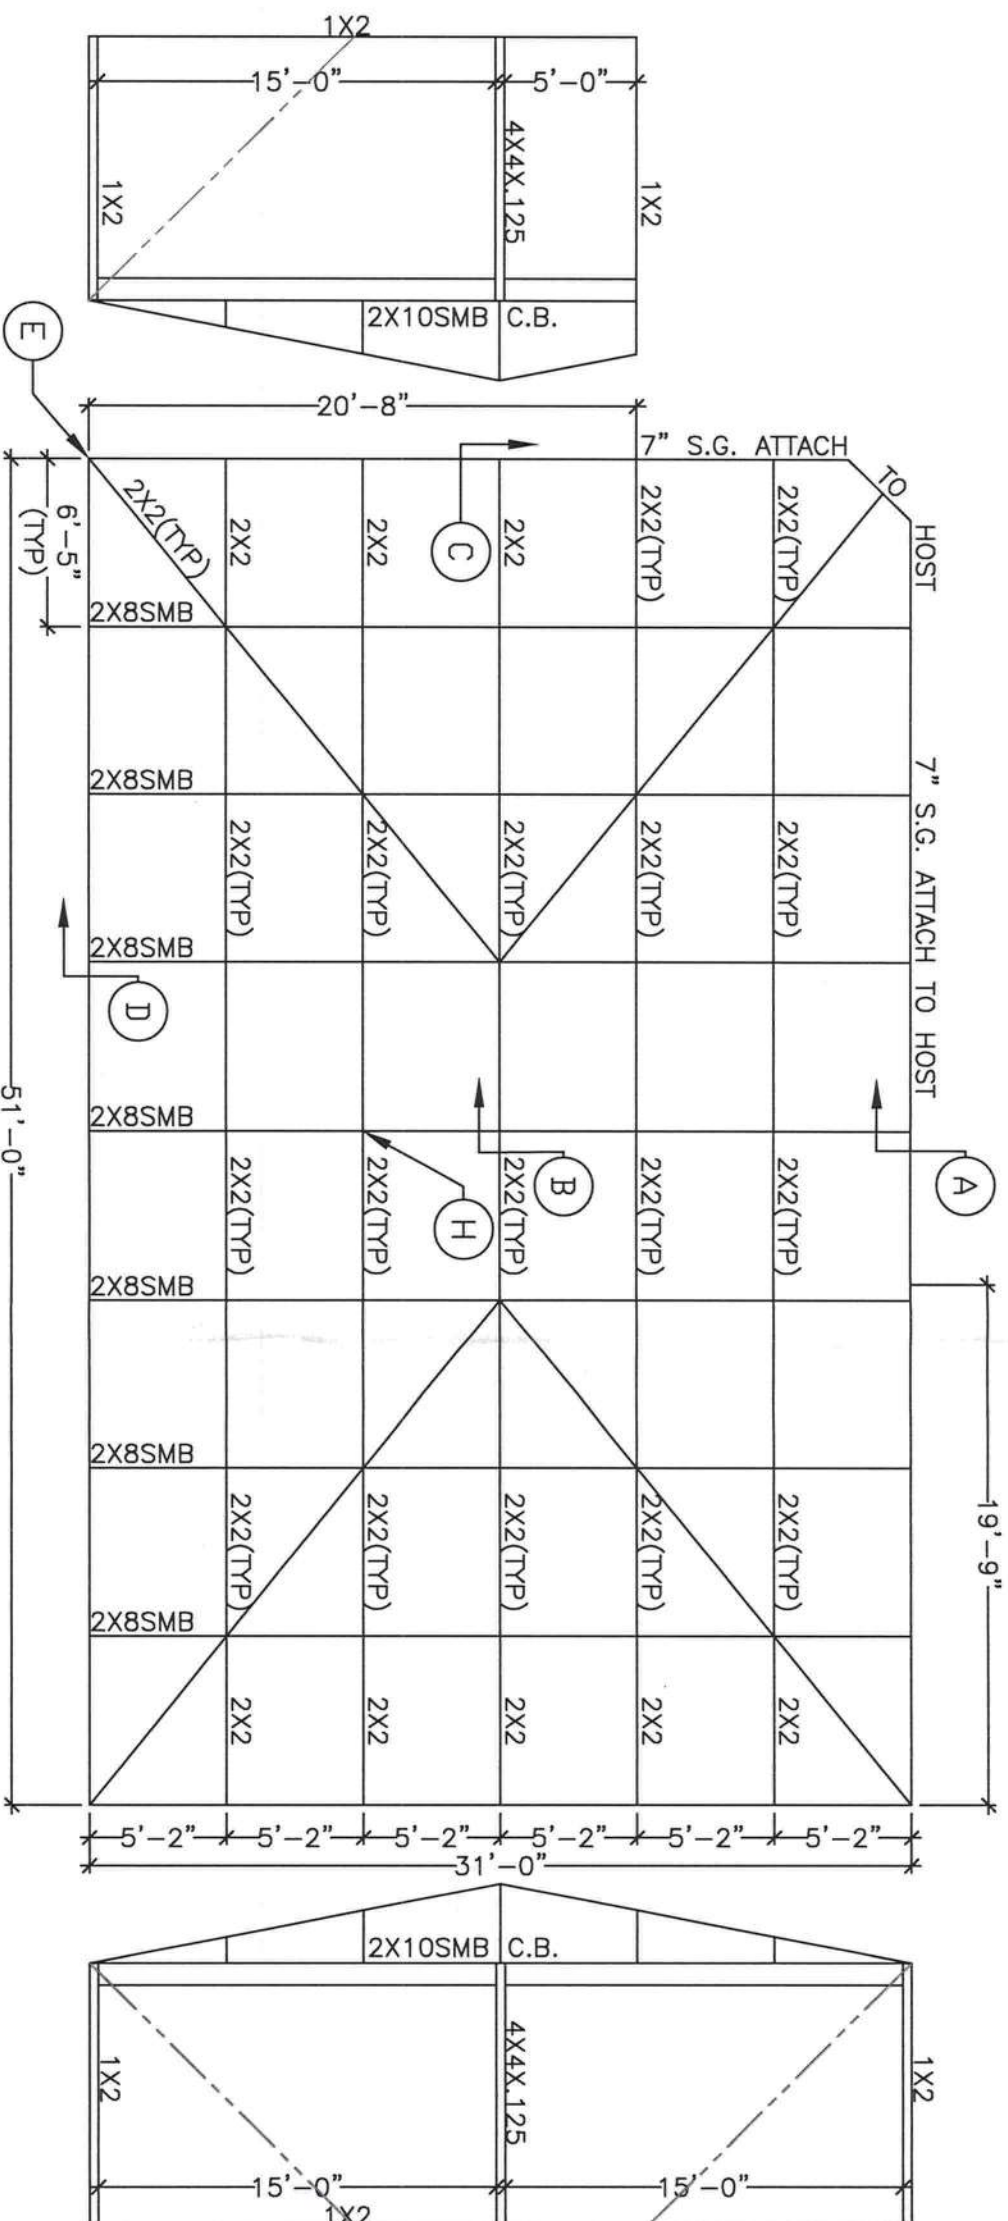 1X2
15'-0"
5'-0"
4X4X.125
1X2
1X2
2X10SMB C.B.
E
20'-8"
7" S.G. ATTACH TO HOST
C
6'-5"
(TYP)
2X2(TYP)
2X2
2X2
2X2
2X2(TYP)
2X2(TYP)
2X8SMB
7" S.G. ATTACH TO HOST
2X8SMB
2X2(TYP)
2X2(TYP)
2X2(TYP)
2X2(TYP)
2X2(TYP)
2X8SMB
D
51'-0"
2X8SMB
A
B
H
2X2(TYP)
2X2(TYP)
2X2(TYP)
2X2(TYP)
2X2(TYP)
2X8SMB
19'-9"
2X8SMB
2X2(TYP)
2X2(TYP)
2X2(TYP)
2X2(TYP)
2X2(TYP)
2X8SMB
2X2
2X2
2X2
2X2
2X2
5'-2"
5'-2"
5'-2"
5'-2"
5'-2"
5'-2"
31'-0"
2X10SMB C.B.
1X2
4X4X.125
1X2
15'-0"
15'-0"
1X2